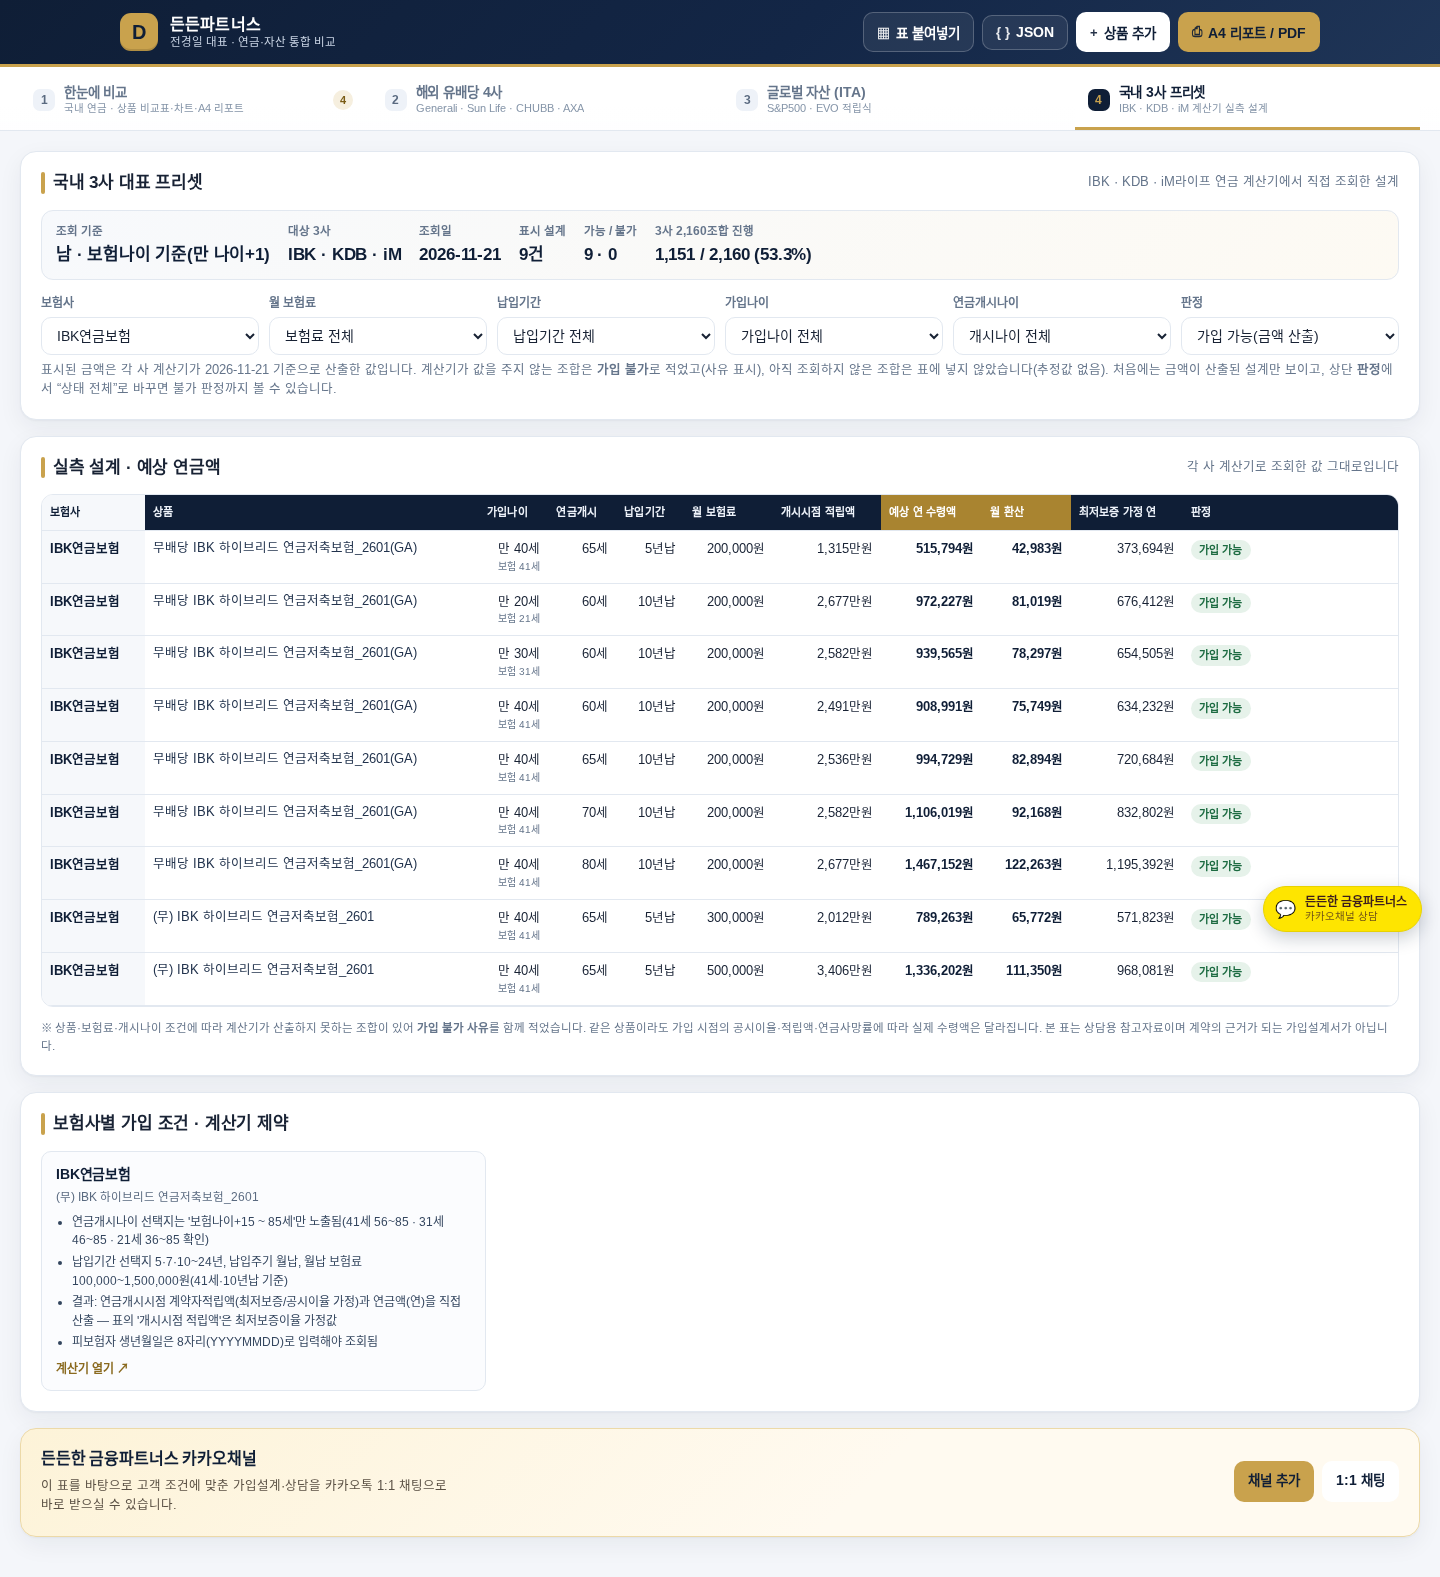 D
든든파트너스
전경일 대표 · 연금·자산 통합 비교
▦ 표 붙여넣기
{ } JSON
+ 상품 추가
⎙ A4 리포트 / PDF
1 한눈에 비교 4
국내 연금 · 상품 비교표·차트·A4 리포트
2 해외 유배당 4사
Generali · Sun Life · CHUBB · AXA
3 글로벌 자산 (ITA)
S&P500 · EVO 적립식
4 국내 3사 프리셋
IBK · KDB · iM 계산기 실측 설계
국내 3사 대표 프리셋
IBK · KDB · iM라이프 연금 계산기에서 직접 조회한 설계
조회 기준 대상 3사 조회일 표시 설계 가능 / 불가 3사 2,160조합 진행
남 · 보험나이 기준(만 나이+1) IBK · KDB · iM 2026-11-21 9건 9 · 0 1,151 / 2,160 (53.3%)
보험사 월 보험료 납입기간 가입나이 연금개시나이 판정
IBK연금보험 보험료 전체 납입기간 전체 가입나이 전체 개시나이 전체 가입 가능(금액 산출)
표시된 금액은 각 사 계산기가 2026-11-21 기준으로 산출한 값입니다. 계산기가 값을 주지 않는 조합은 가입 불가로 적었고(사유 표시), 아직 조회하지 않은 조합은 표에 넣지 않았습니다(추정값 없음). 처음에는 금액이 산출된 설계만 보이고, 상단 판정에
서 “상태 전체”로 바꾸면 불가 판정까지 볼 수 있습니다.
실측 설계 · 예상 연금액
각 사 계산기로 조회한 값 그대로입니다
보험사 상품 가입나이 연금개시 납입기간 월 보험료 개시시점 적립액 예상 연 수령액 월 환산 최저보증 가정 연 판정
IBK연금보험 무배당 IBK 하이브리드 연금저축보험_2601(GA) 만 40세 65세 5년납 200,000원 1,315만원 515,794원 42,983원 373,694원 가입 가능
보험 41세
IBK연금보험 무배당 IBK 하이브리드 연금저축보험_2601(GA) 만 20세 60세 10년납 200,000원 2,677만원 972,227원 81,019원 676,412원 가입 가능
보험 21세
IBK연금보험 무배당 IBK 하이브리드 연금저축보험_2601(GA) 만 30세 60세 10년납 200,000원 2,582만원 939,565원 78,297원 654,505원 가입 가능
보험 31세
IBK연금보험 무배당 IBK 하이브리드 연금저축보험_2601(GA) 만 40세 60세 10년납 200,000원 2,491만원 908,991원 75,749원 634,232원 가입 가능
보험 41세
IBK연금보험 무배당 IBK 하이브리드 연금저축보험_2601(GA) 만 40세 65세 10년납 200,000원 2,536만원 994,729원 82,894원 720,684원 가입 가능
보험 41세
IBK연금보험 무배당 IBK 하이브리드 연금저축보험_2601(GA) 만 40세 70세 10년납 200,000원 2,582만원 1,106,019원 92,168원 832,802원 가입 가능
보험 41세
IBK연금보험 무배당 IBK 하이브리드 연금저축보험_2601(GA) 만 40세 80세 10년납 200,000원 2,677만원 1,467,152원 122,263원 1,195,392원 가입 가능
보험 41세
IBK연금보험 (무) IBK 하이브리드 연금저축보험_2601 만 40세 65세 5년납 300,000원 2,012만원 789,263원 65,772원 571,823원 가입 가능
보험 41세
IBK연금보험 (무) IBK 하이브리드 연금저축보험_2601 만 40세 65세 5년납 500,000원 3,406만원 1,336,202원 111,350원 968,081원 가입 가능
보험 41세
든든한 금융파트너스
카카오채널 상담
※ 상품·보험료·개시나이 조건에 따라 계산기가 산출하지 못하는 조합이 있어 가입 불가 사유를 함께 적었습니다. 같은 상품이라도 가입 시점의 공시이율·적립액·연금사망률에 따라 실제 수령액은 달라집니다. 본 표는 상담용 참고자료이며 계약의 근거가 되는 가입설계서가 아닙니
다.
보험사별 가입 조건 · 계산기 제약
IBK연금보험
(무) IBK 하이브리드 연금저축보험_2601
• 연금개시나이 선택지는 '보험나이+15 ~ 85세'만 노출됨(41세 56~85 · 31세
46~85 · 21세 36~85 확인)
• 납입기간 선택지 5·7·10~24년, 납입주기 월납, 월납 보험료
100,000~1,500,000원(41세·10년납 기준)
• 결과: 연금개시시점 계약자적립액(최저보증/공시이율 가정)과 연금액(연)을 직접
산출 — 표의 '개시시점 적립액'은 최저보증이율 가정값
• 피보험자 생년월일은 8자리(YYYYMMDD)로 입력해야 조회됨
계산기 열기 ↗
든든한 금융파트너스 카카오채널
이 표를 바탕으로 고객 조건에 맞춘 가입설계·상담을 카카오톡 1:1 채팅으로
바로 받으실 수 있습니다.
채널 추가
1:1 채팅